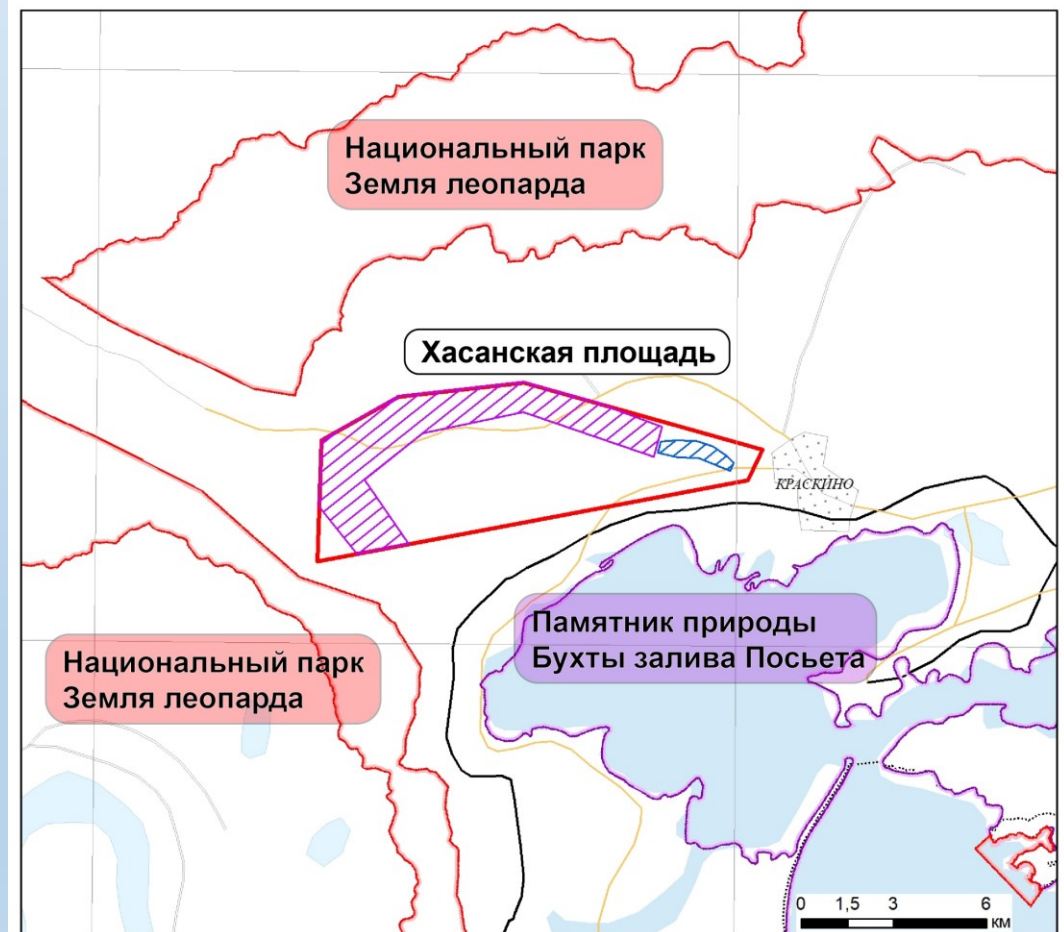 Национальный парк
Земля леопарда
Хасанская площадь
КРАСКИНО
Памятник природы
Бухты залива Посьета
Национальный парк
Земля леопарда
0 1,5 3 6
км